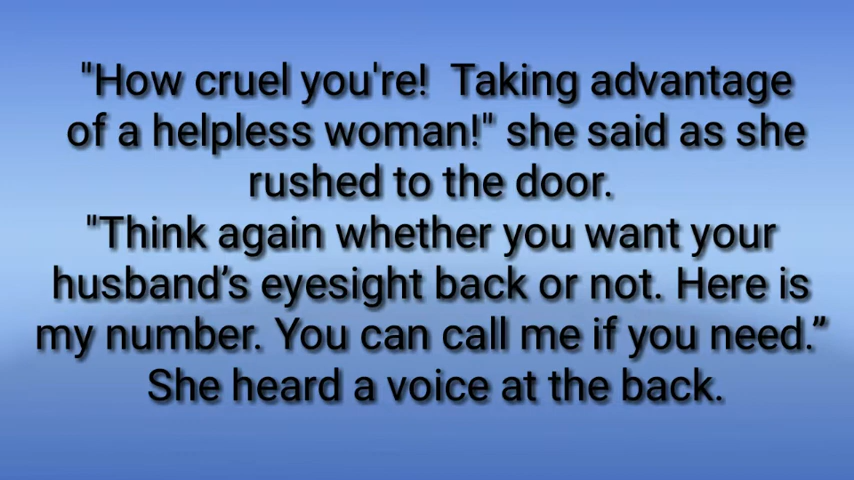 "How cruel you're!  Taking advantage
of a helpless woman!" she said as she
rushed to the door.
"Think again whether you want your
husband’s eyesight back or not. Here is
my number. You can call me if you need.”
She heard a voice at the back.